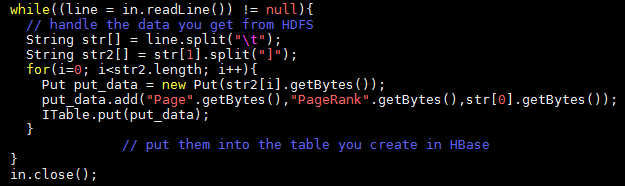 while((line = in.readLine()) != null){
// handle the data you get from HDFS
String str[] = line.split("\t");
String str2[] = str[1].split("]");
for(i=0; i<str2.length; i++){
Put put_data = new Put(str2[i].getBytes());
put_data.add("Page".getBytes(),"PageRank".getBytes(),str[0].getBytes());
ITable.put(put_data);
}
// put them into the table you create in HBase
}
in.close();